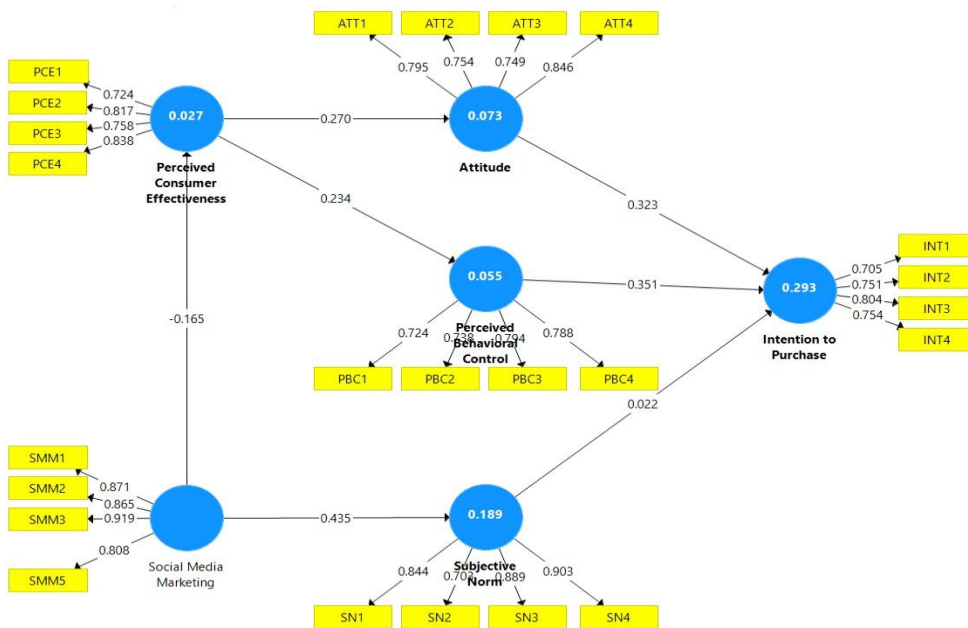 ATT1
ATT2
ATT3
ATT4
0.795
0.754
0.749
0.846
PCE1
PCE2
PCE3
PCE4
0.724
0.817
0.758
0.838
0.027
Perceived
Consumer
Effectiveness
0.270
0.073
Attitude
0.234
0.323
0.055
Perceived
Behavioral
Control
0.351
0.724
0.738
0.794
0.788
PBC1
PBC2
PBC3
PBC4
0.293
Intention to
Purchase
0.705
0.751
0.804
0.754
INT1
INT2
INT3
INT4
-0.165
0.022
SMM1
SMM2
SMM3
SMM5
0.871
0.865
0.919
0.808
Social Media
Marketing
0.435
0.189
Subjective
Norm
0.844
0.889
0.903
SN1
SN2
SN3
SN4